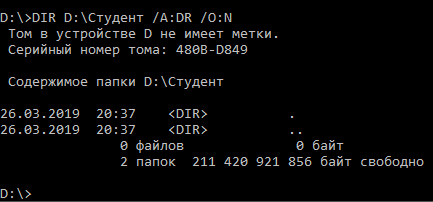 D:\>DIR D:\Студент /A:DR /O:N
Том в устройстве D не имеет метки.
Серийный номер тома: 480B-D849
Содержимое папки D:\Студент
26.03.2019  20:37    <DIR>          .
26.03.2019  20:37    <DIR>          ..
0 файлов              0 байт
2 папок  211 420 921 856 байт свободно
D:\>